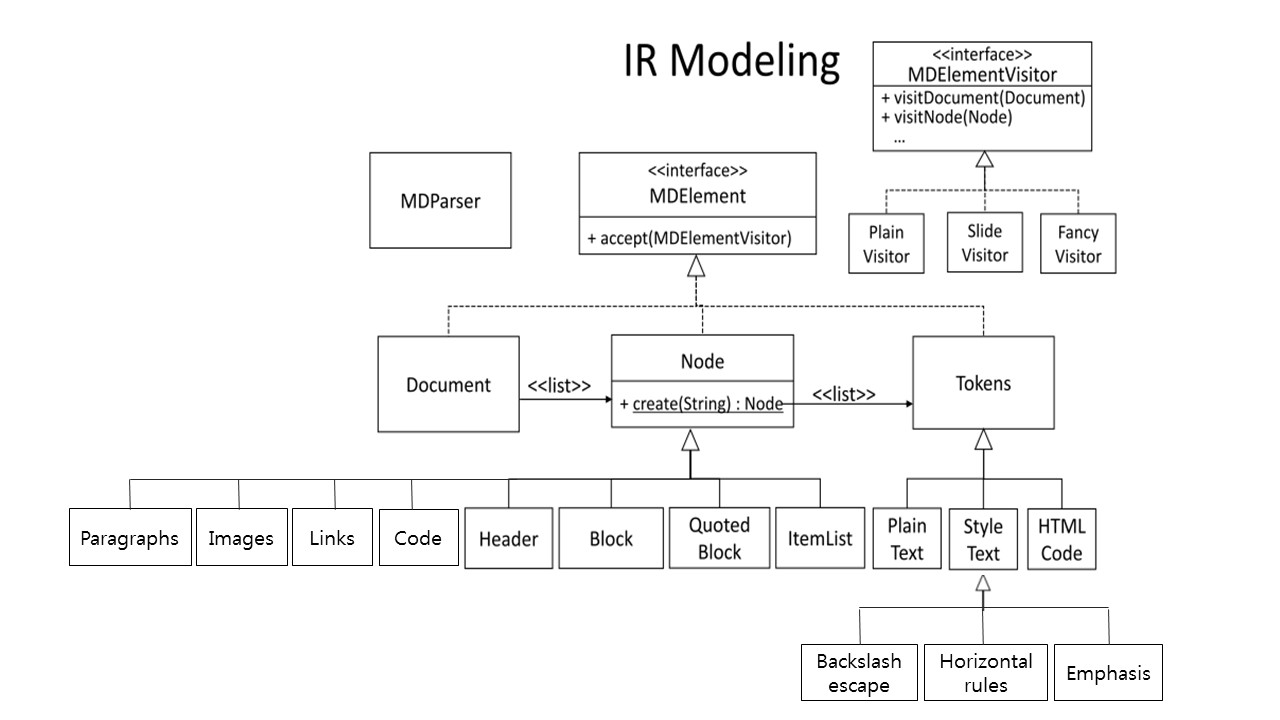 IR Modeling
<<interface>>
MDElementVisitor
+ visitDocument(Document)
+ visitNode(Node)
...
MDParser
<<interface>>
MDElement
+ accept(MDElementVisitor)
Plain
Visitor
Slide
Visitor
Fancy
Visitor
Document
<<list>>
Node
+ create(String) : Node
<<list>>
Tokens
Paragraphs
Images
Links
Code
Header
Block
Quoted
Block
ItemList
Plain
Text
Style
Text
HTML
Code
Backslash
escape
Horizontal
rules
Emphasis